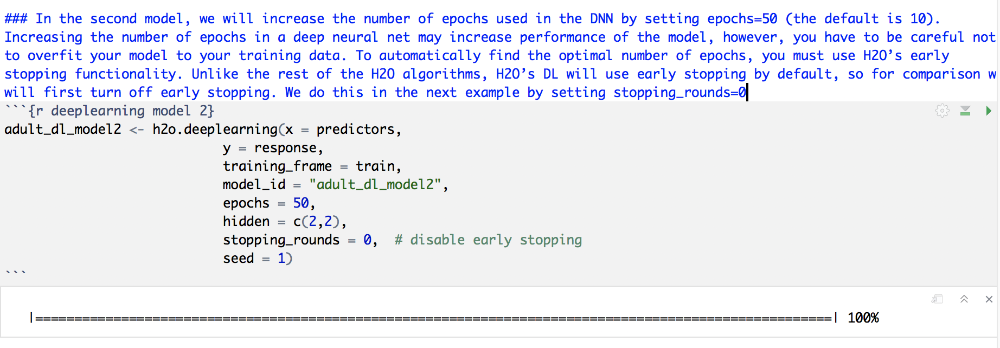 ### In the second model, we will increase the number of epochs used in the DNN by setting epochs=50 (the default is 10).
Increasing the number of epochs in a deep neural net may increase performance of the model, however, you have to be careful not
to overfit your model to your training data. To automatically find the optimal number of epochs, you must use H2O’s early
stopping functionality. Unlike the rest of the H2O algorithms, H2O’s DL will use early stopping by default, so for comparison w
will first turn off early stopping. We do this in the next example by setting stopping_rounds=0
```{r deeplearning model 2}
adult_dl_model2 <- h2o.deeplearning(x = predictors,
y = response,
training_frame = train,
model_id = "adult_dl_model2",
epochs = 50,
hidden = c(2,2),
stopping_rounds = 0,  # disable early stopping
seed = 1)
```
|======================================================================================================| 100%